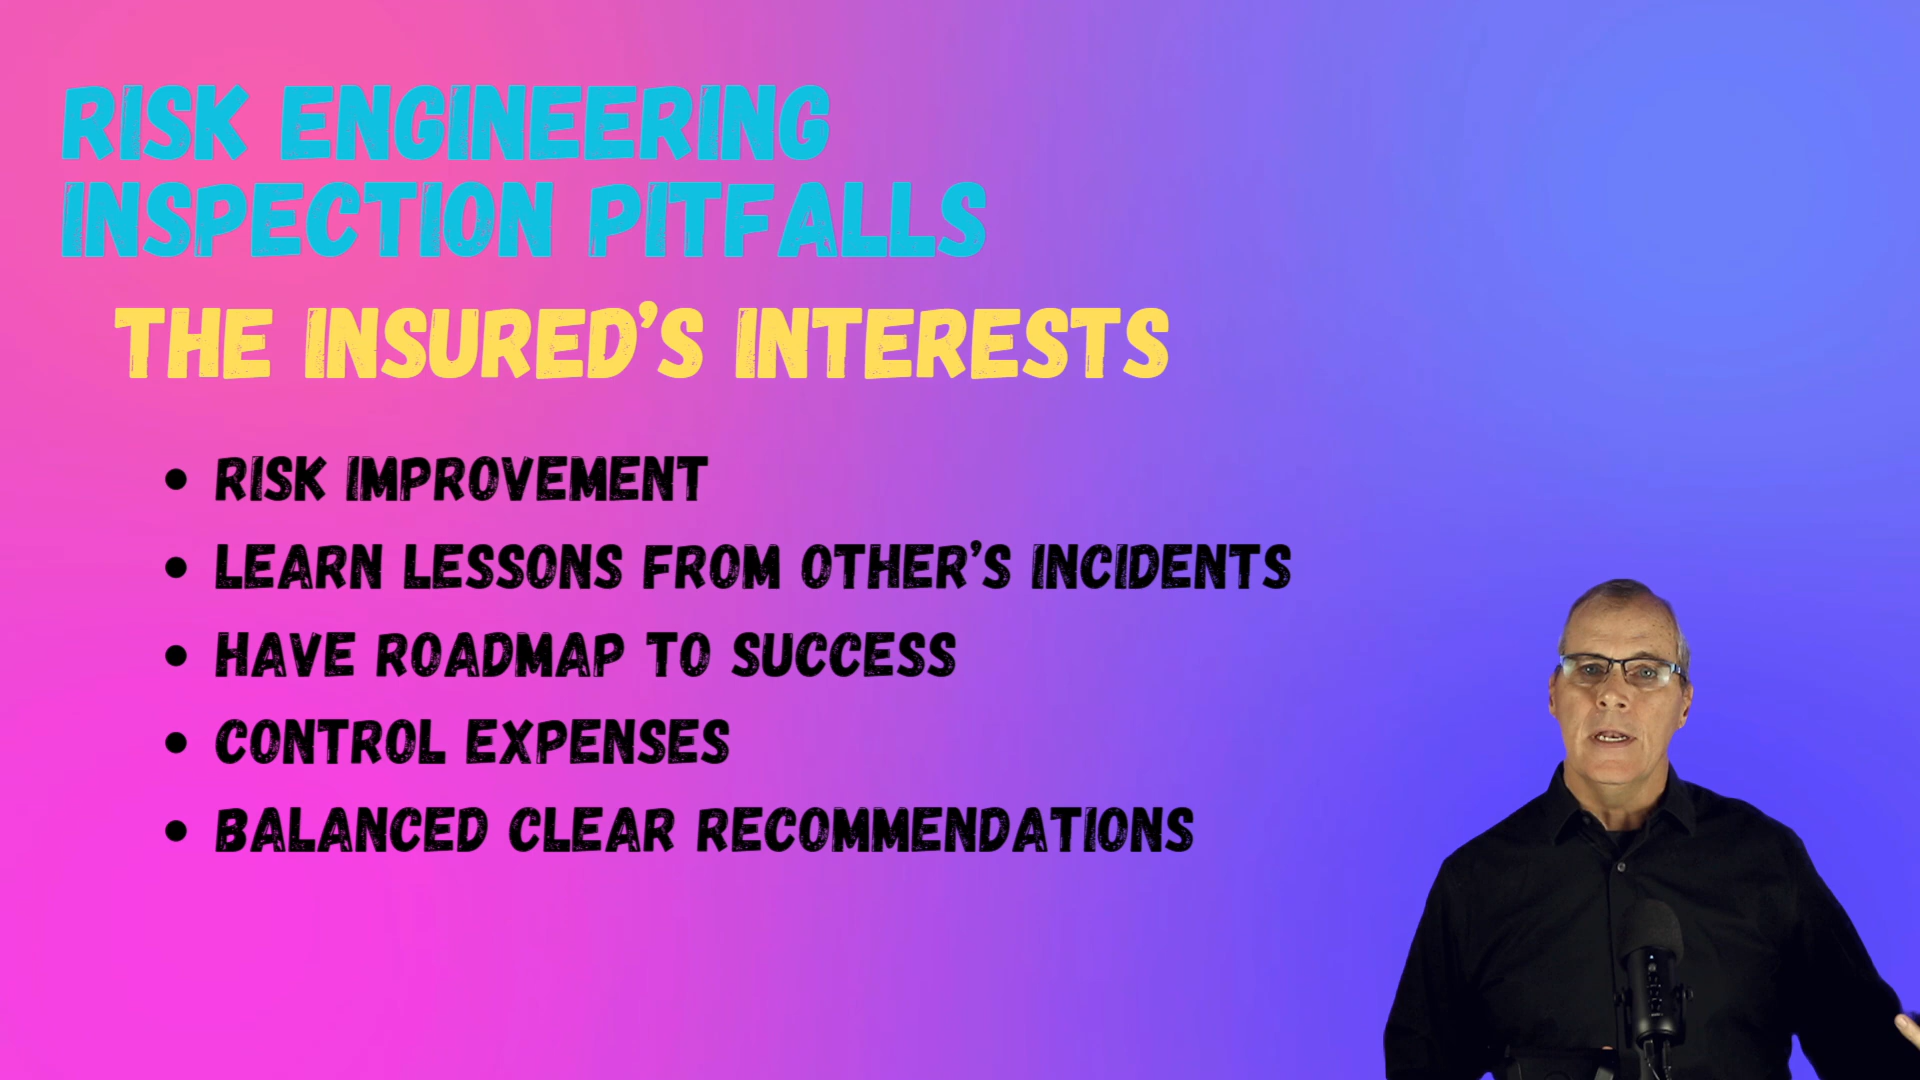 RISK ENGINEERING
INSPECTION PITFALLS
THE INSURED'S INTERESTS
• RISK IMPROVEMENT
• LEARN LESSONS FROM OTHER'S INCIDENTS
• HAVE ROADMAP TO SUCCESS
• CONTROL EXPENSES
• BALANCED CLEAR RECOMMENDATIONS